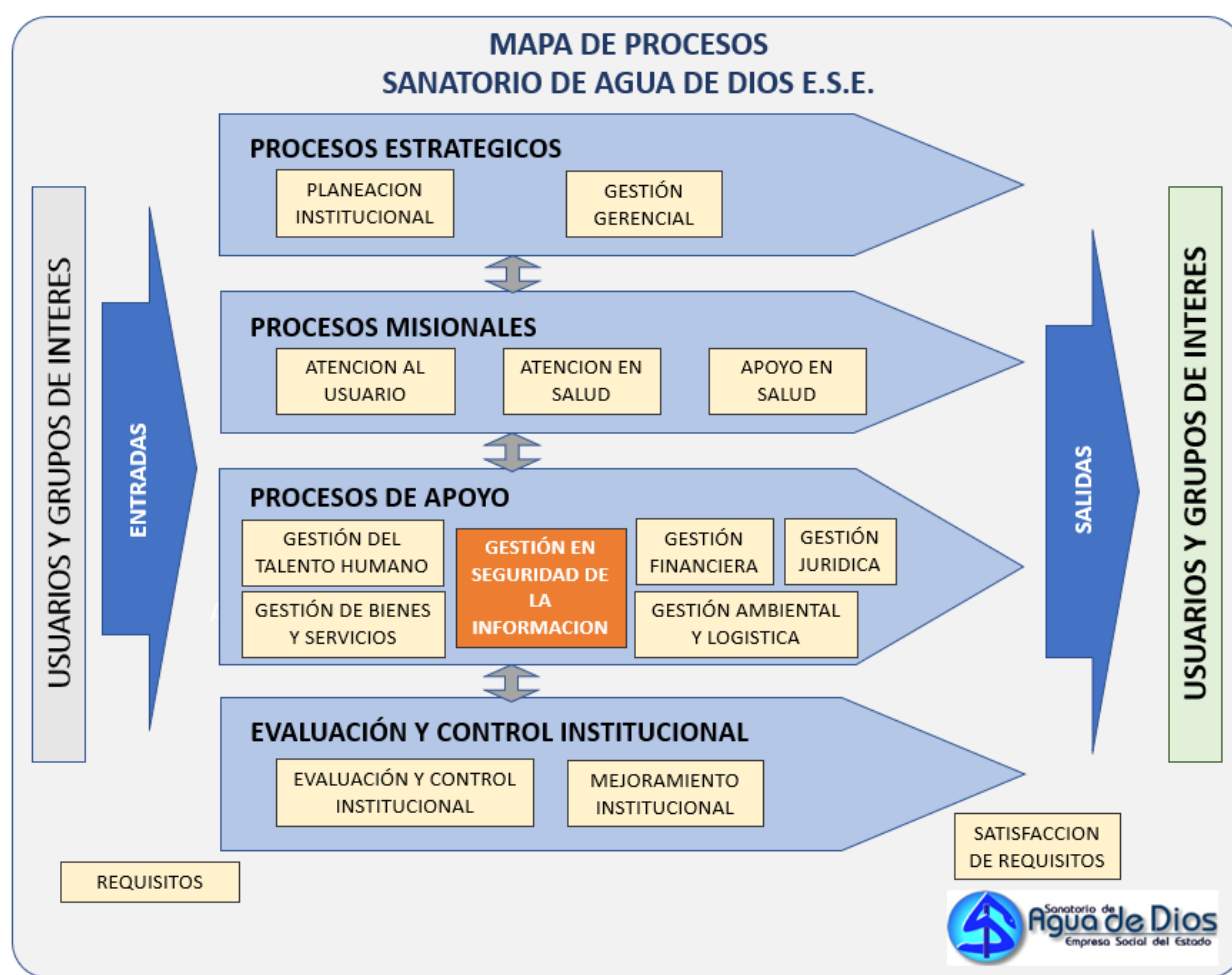 MAPA DE PROCESOS
SANATORIO DE AGUA DE DIOS E.S.E.
USUARIOS Y GRUPOS DE INTERES
ENTRADAS
PROCESOS ESTRATEGICOS
PLANEACION
INSTITUCIONAL
GESTIÓN
GERENCIAL
PROCESOS MISIONALES
ATENCION AL
USUARIO
ATENCION EN
SALUD
APOYO EN
SALUD
PROCESOS DE APOYO
GESTIÓN DEL
TALENTO HUMANO
GESTIÓN EN
SEGURIDAD DE
LA
INFORMACION
GESTIÓN
FINANCIERA
GESTIÓN
JURIDICA
GESTIÓN DE BIENES
Y SERVICIOS
GESTIÓN AMBIENTAL
Y LOGISTICA
EVALUACIÓN Y CONTROL INSTITUCIONAL
EVALUACIÓN Y CONTROL
INSTITUCIONAL
MEJORAMIENTO
INSTITUCIONAL
SALIDAS
USUARIOS Y GRUPOS DE INTERES
REQUISITOS
SATISFACCION
DE REQUISITOS
Sanatorio de
Agua de Dios
Empresa Social del Estado